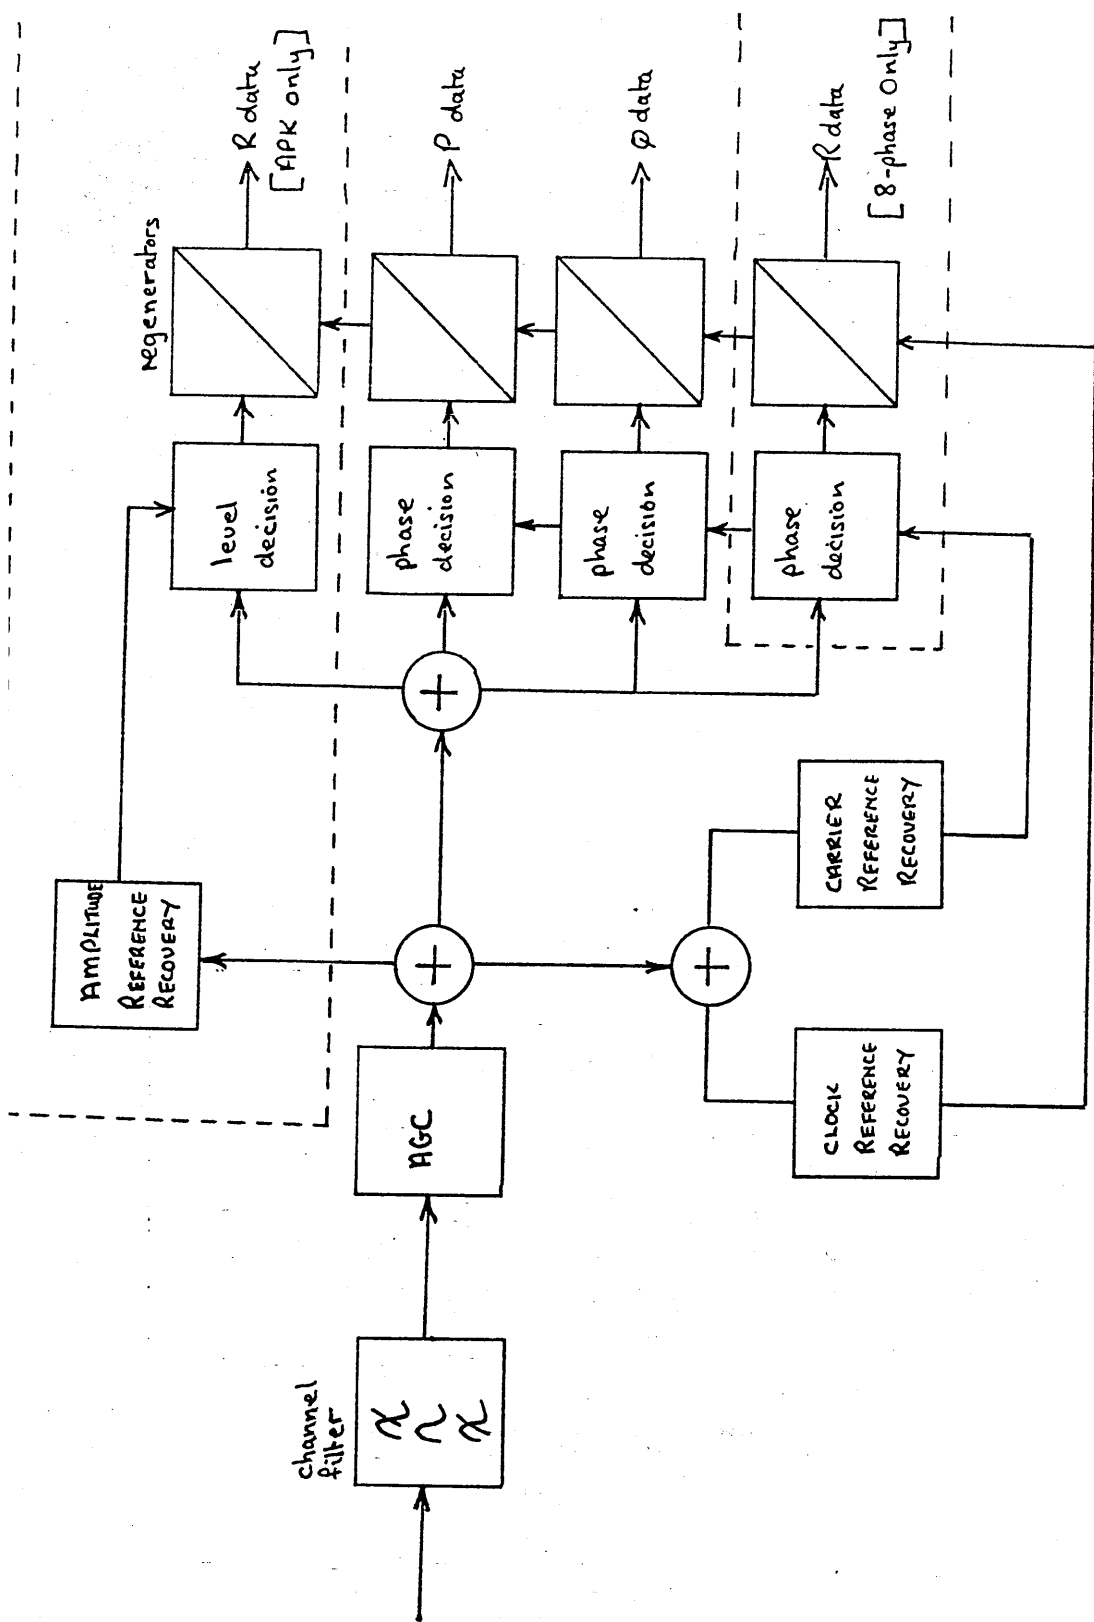 channel
filter
AGC
AMPLITUDE
REFERENCE
RECOVERY
CLOCK
REFERENCE
RECOVERY
CARRIER
REFERENCE
RECOVERY
level
decision
phase
decision
phase
decision
phase
decision
regenerators
R data
[APK only]
P data
Q data
R data
[8-phase Only]